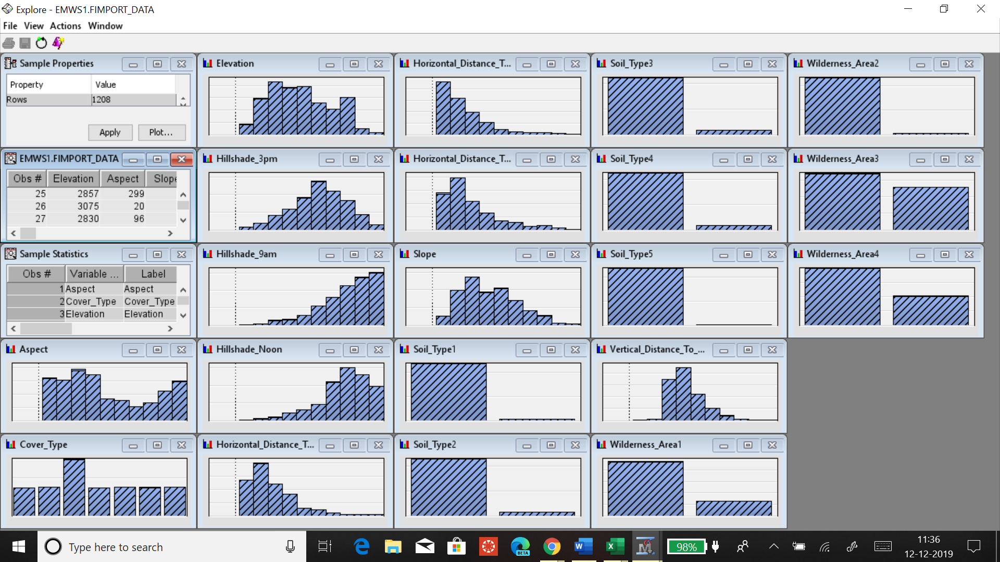 Explore - EMWS1.FIMPORT_DATA
File View Actions Window
Sample Properties
Property Value
Rows 1208
Apply Plot...
EMWS1.FIMPORT_DATA
Obs # Elevation Aspect Slope
25 2857 299
26 3075 20
27 2830 96
Sample Statistics
Obs # Variable ... Label
1 Aspect Aspect
2 Cover_Type Cover_Type
3 Elevation Elevation
Aspect
Cover_Type
Elevation
Hillshade_3pm
Hillshade_9am
Hillshade_Noon
Horizontal_Distance_T...
Horizontal_Distance_T...
Horizontal_Distance_T...
Slope
Soil_Type1
Soil_Type2
Soil_Type3
Soil_Type4
Soil_Type5
Vertical_Distance_To_...
Wilderness_Area1
Wilderness_Area2
Wilderness_Area3
Wilderness_Area4
Type here to search
BETA
98%
11:36
12-12-2019